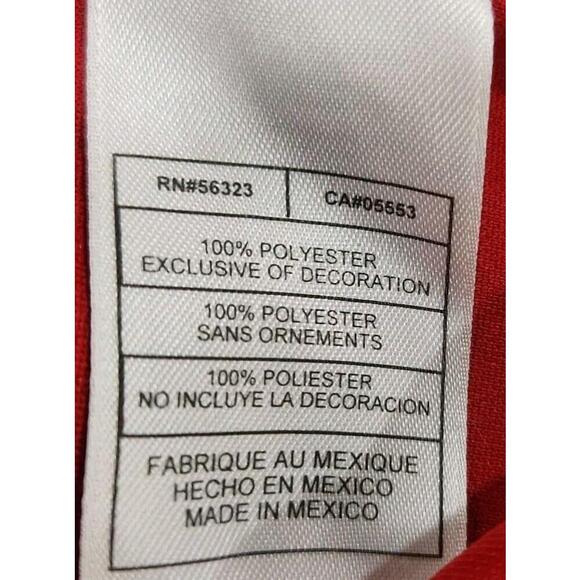 RN#56323 CA#05553
100% POLYESTER
EXCLUSIVE OF DECORATION
100% POLYESTER
SANS ORNEMENTS
100% POLIESTER
NO INCLUYE LA DECORACION
FABRIQUE AU MEXIQUE
HECHO EN MEXICO
MADE IN MEXICO